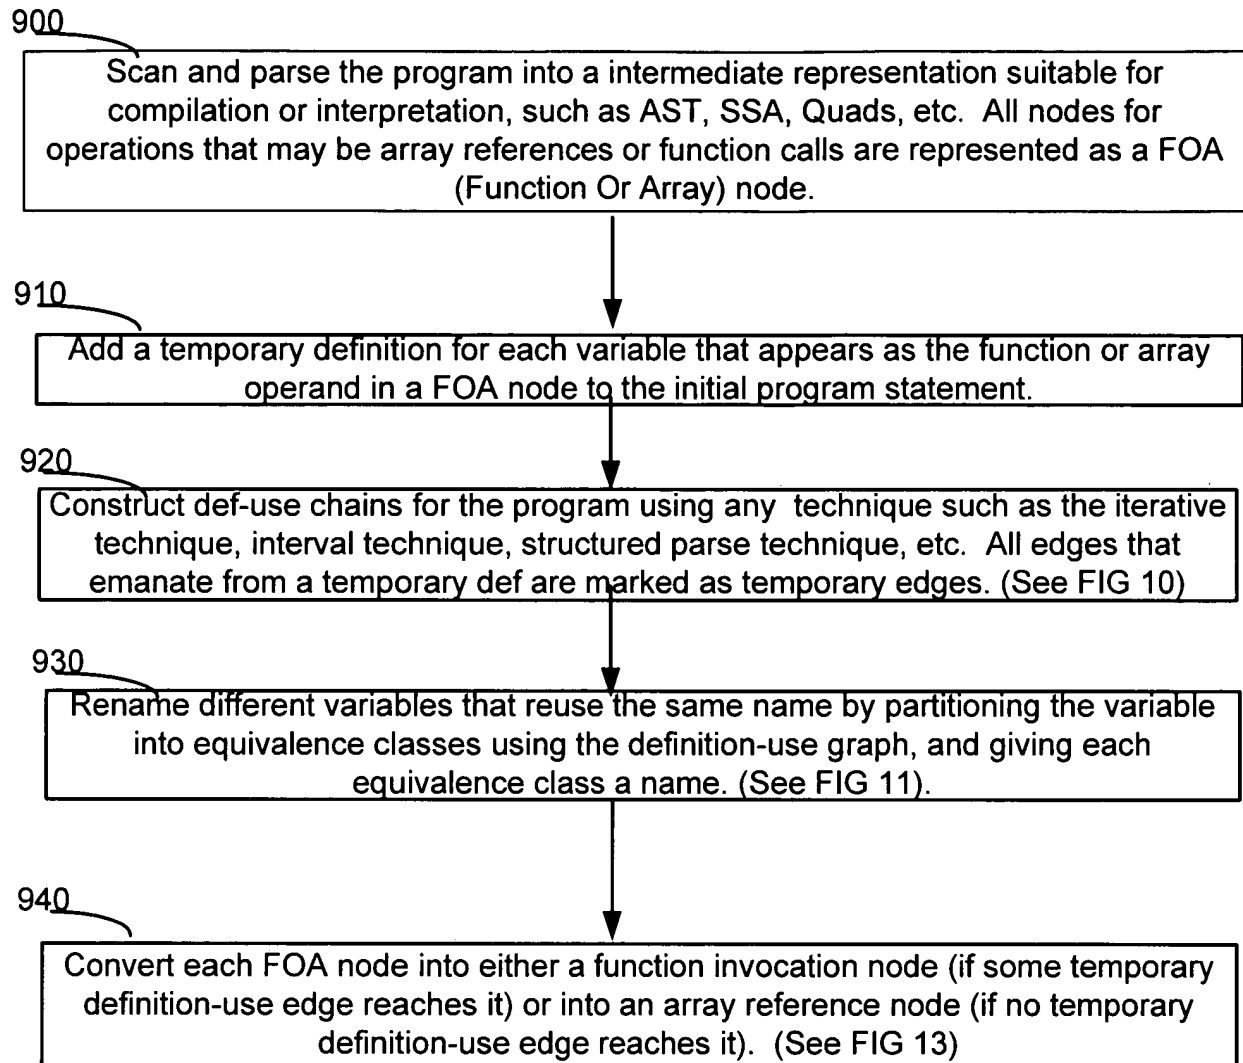 900
Scan and parse the program into a intermediate representation suitable for
compilation or interpretation, such as AST, SSA, Quads, etc.  All nodes for
operations that may be array references or function calls are represented as a FOA
(Function Or Array) node.
910
Add a temporary definition for each variable that appears as the function or array
operand in a FOA node to the initial program statement.
920
Construct def-use chains for the program using any  technique such as the iterative
technique, interval technique, structured parse technique, etc.  All edges that
emanate from a temporary def are marked as temporary edges. (See FIG 10)
930
Rename different variables that reuse the same name by partitioning the variable
into equivalence classes using the definition-use graph, and giving each
equivalence class a name. (See FIG 11).
940
Convert each FOA node into either a function invocation node (if some temporary
definition-use edge reaches it) or into an array reference node (if no temporary
definition-use edge reaches it).  (See FIG 13)